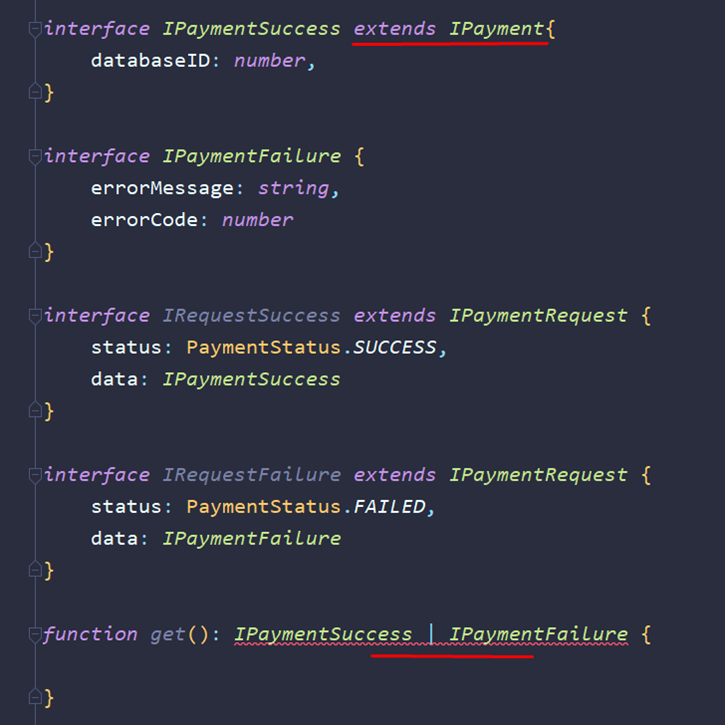 interface IPaymentSuccess extends IPayment{
databaseID: number,
}
interface IPaymentFailure {
errorMessage: string,
errorCode: number
}
interface IRequestSuccess extends IPaymentRequest {
status: PaymentStatus.SUCCESS,
data: IPaymentSuccess
}
interface IRequestFailure extends IPaymentRequest {
status: PaymentStatus.FAILED,
data: IPaymentFailure
}
function get(): IPaymentSuccess | IPaymentFailure {
}